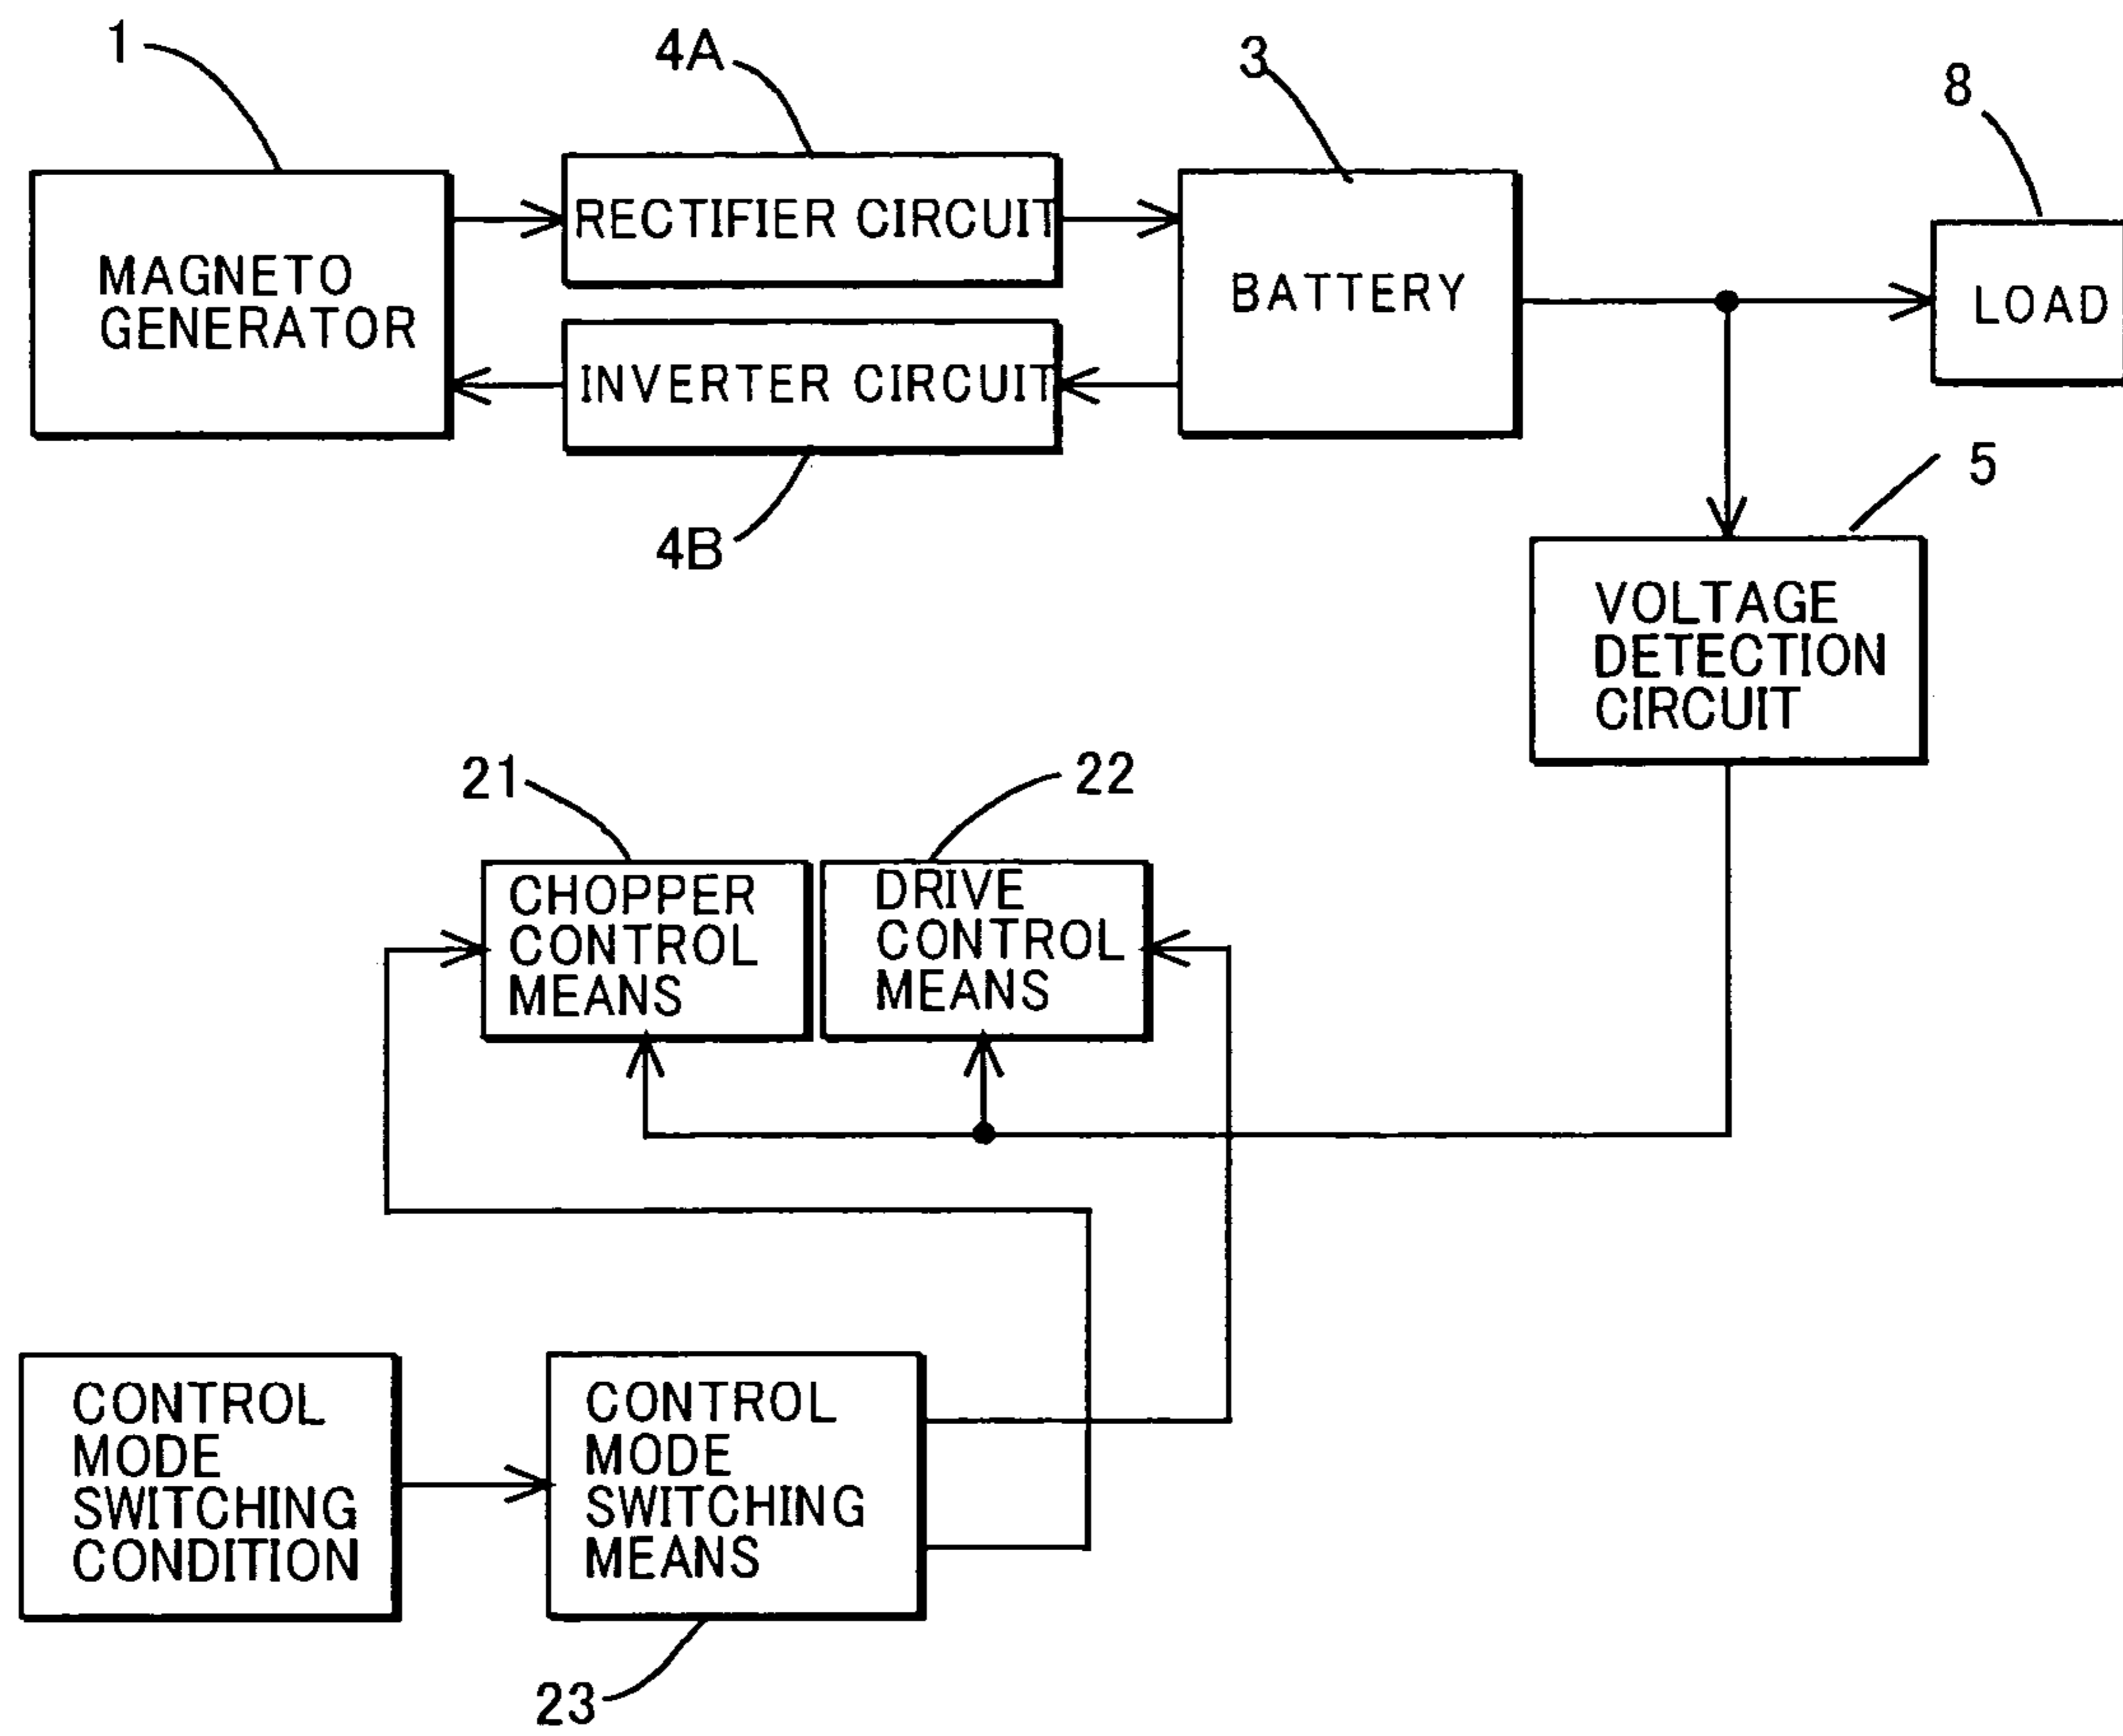 1
4A
3
8
MAGNETO
GENERATOR
RECTIFIER CIRCUIT
INVERTER CIRCUIT
BATTERY
LOAD
4B
5
VOLTAGE
DETECTION
CIRCUIT
21
22
CHOPPER
CONTROL
MEANS
DRIVE
CONTROL
MEANS
CONTROL
MODE
SWITCHING
CONDITION
CONTROL
MODE
SWITCHING
MEANS
23